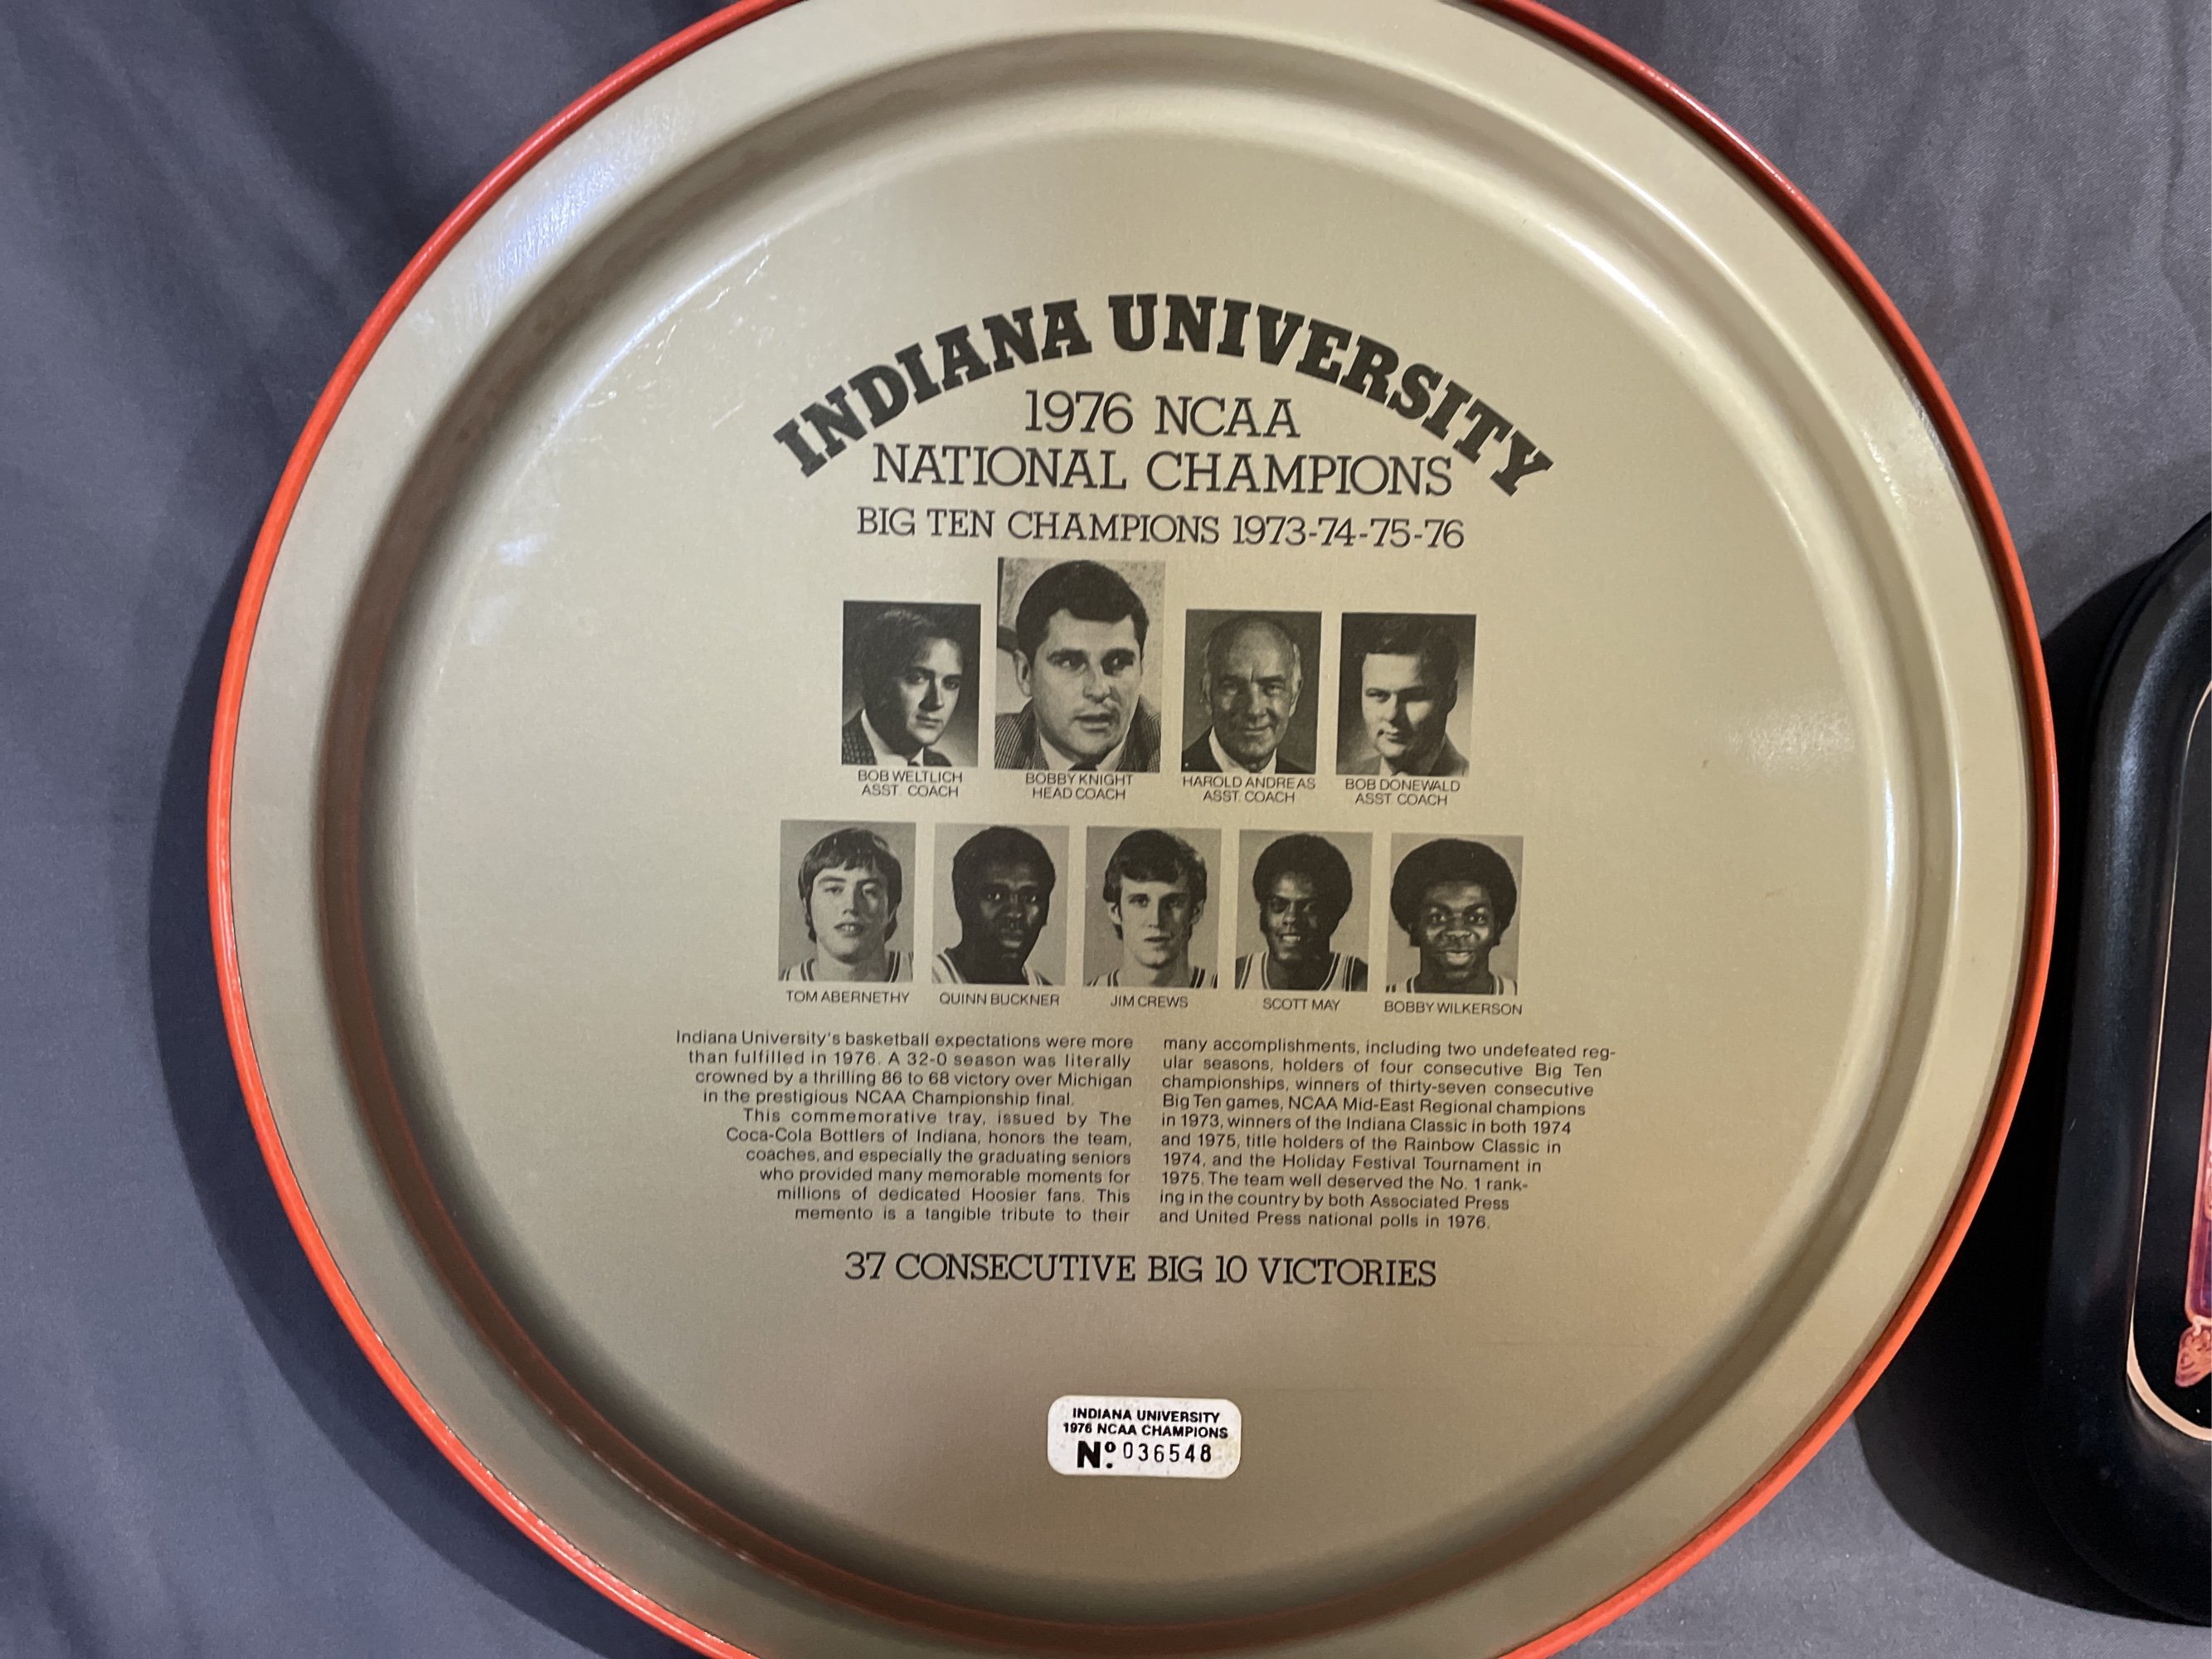 INDIANA UNIVERSITY
1976 NCAA
NATIONAL CHAMPIONS
BIG TEN CHAMPIONS 1973-74-75-76
BOB WELTLICH
ASST. COACH
BOBBY KNIGHT
HEAD COACH
HAROLD ANDREAS
ASST. COACH
BOB DONEWALD
ASST. COACH
TOM ABERNETHY
QUINN BUCKNER
JIM CREWS
SCOTT MAY
BOBBY WILKERSON
Indiana University's basketball expectations were more
than fulfilled in 1976. A 32-0 season was literally
crowned by a thrilling 86 to 68 victory over Michigan
in the prestigious NCAA Championship final.
This commemorative tray, issued by The
Coca-Cola Bottlers of Indiana, honors the team,
coaches, and especially the graduating seniors
who provided many memorable moments for
millions of dedicated Hoosier fans. This
memento is a tangible tribute to their
many accomplishments, including two undefeated reg-
ular seasons, holders of four consecutive Big Ten
championships, winners of thirty-seven consecutive
Big Ten games, NCAA Mid-East Regional champions
in 1973, winners of the Indiana Classic in both 1974
and 1975, title holders of the Rainbow Classic in
1974, and the Holiday Festival Tournament in
1975. The team well deserved the No. 1 rank-
ing in the country by both Associated Press
and United Press national polls in 1976.
37 CONSECUTIVE BIG 10 VICTORIES
INDIANA UNIVERSITY
1976 NCAA CHAMPIONS
No. 036548